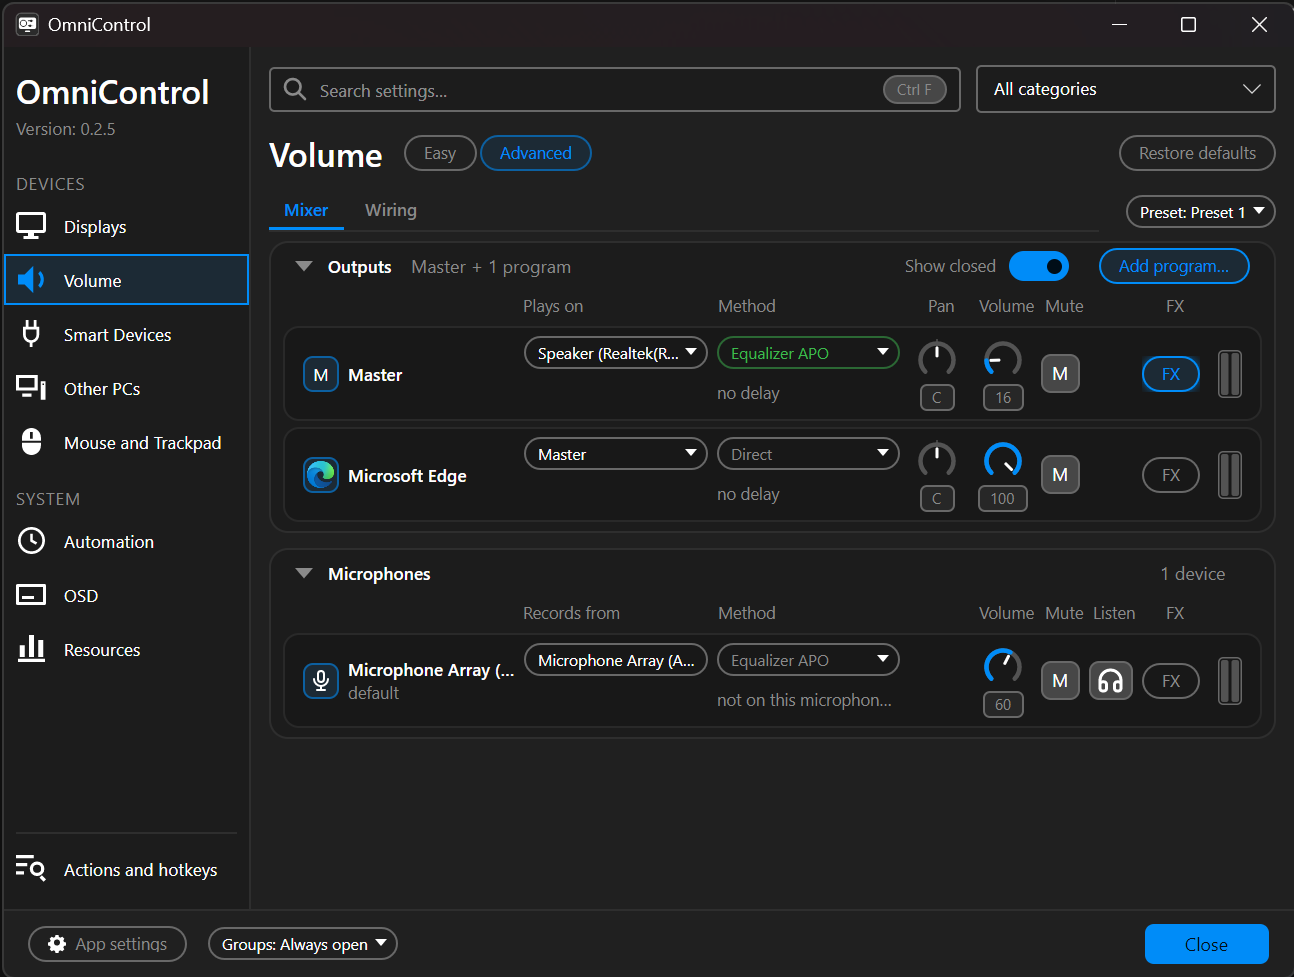 OmniControl
OmniControl
Version: 0.2.5
DEVICES
Displays
Volume
Smart Devices
Other PCs
Mouse and Trackpad
SYSTEM
Automation
OSD
Resources
Actions and hotkeys
Search settings...
Ctrl F
All categories
Volume
Easy
Advanced
Restore defaults
Mixer
Wiring
Preset: Preset 1
Outputs
Master + 1 program
Show closed
Add program...
Plays on
Method
Pan
Volume
Mute
FX
M
Master
Speaker (Realtek(R...
Equalizer APO
no delay
C
16
M
FX
Microsoft Edge
Master
Direct
no delay
C
100
M
FX
Microphones
1 device
Records from
Method
Volume
Mute
Listen
FX
Microphone Array (...
default
Microphone Array (A...
Equalizer APO
not on this microphon...
60
M
FX
App settings
Groups: Always open
Close